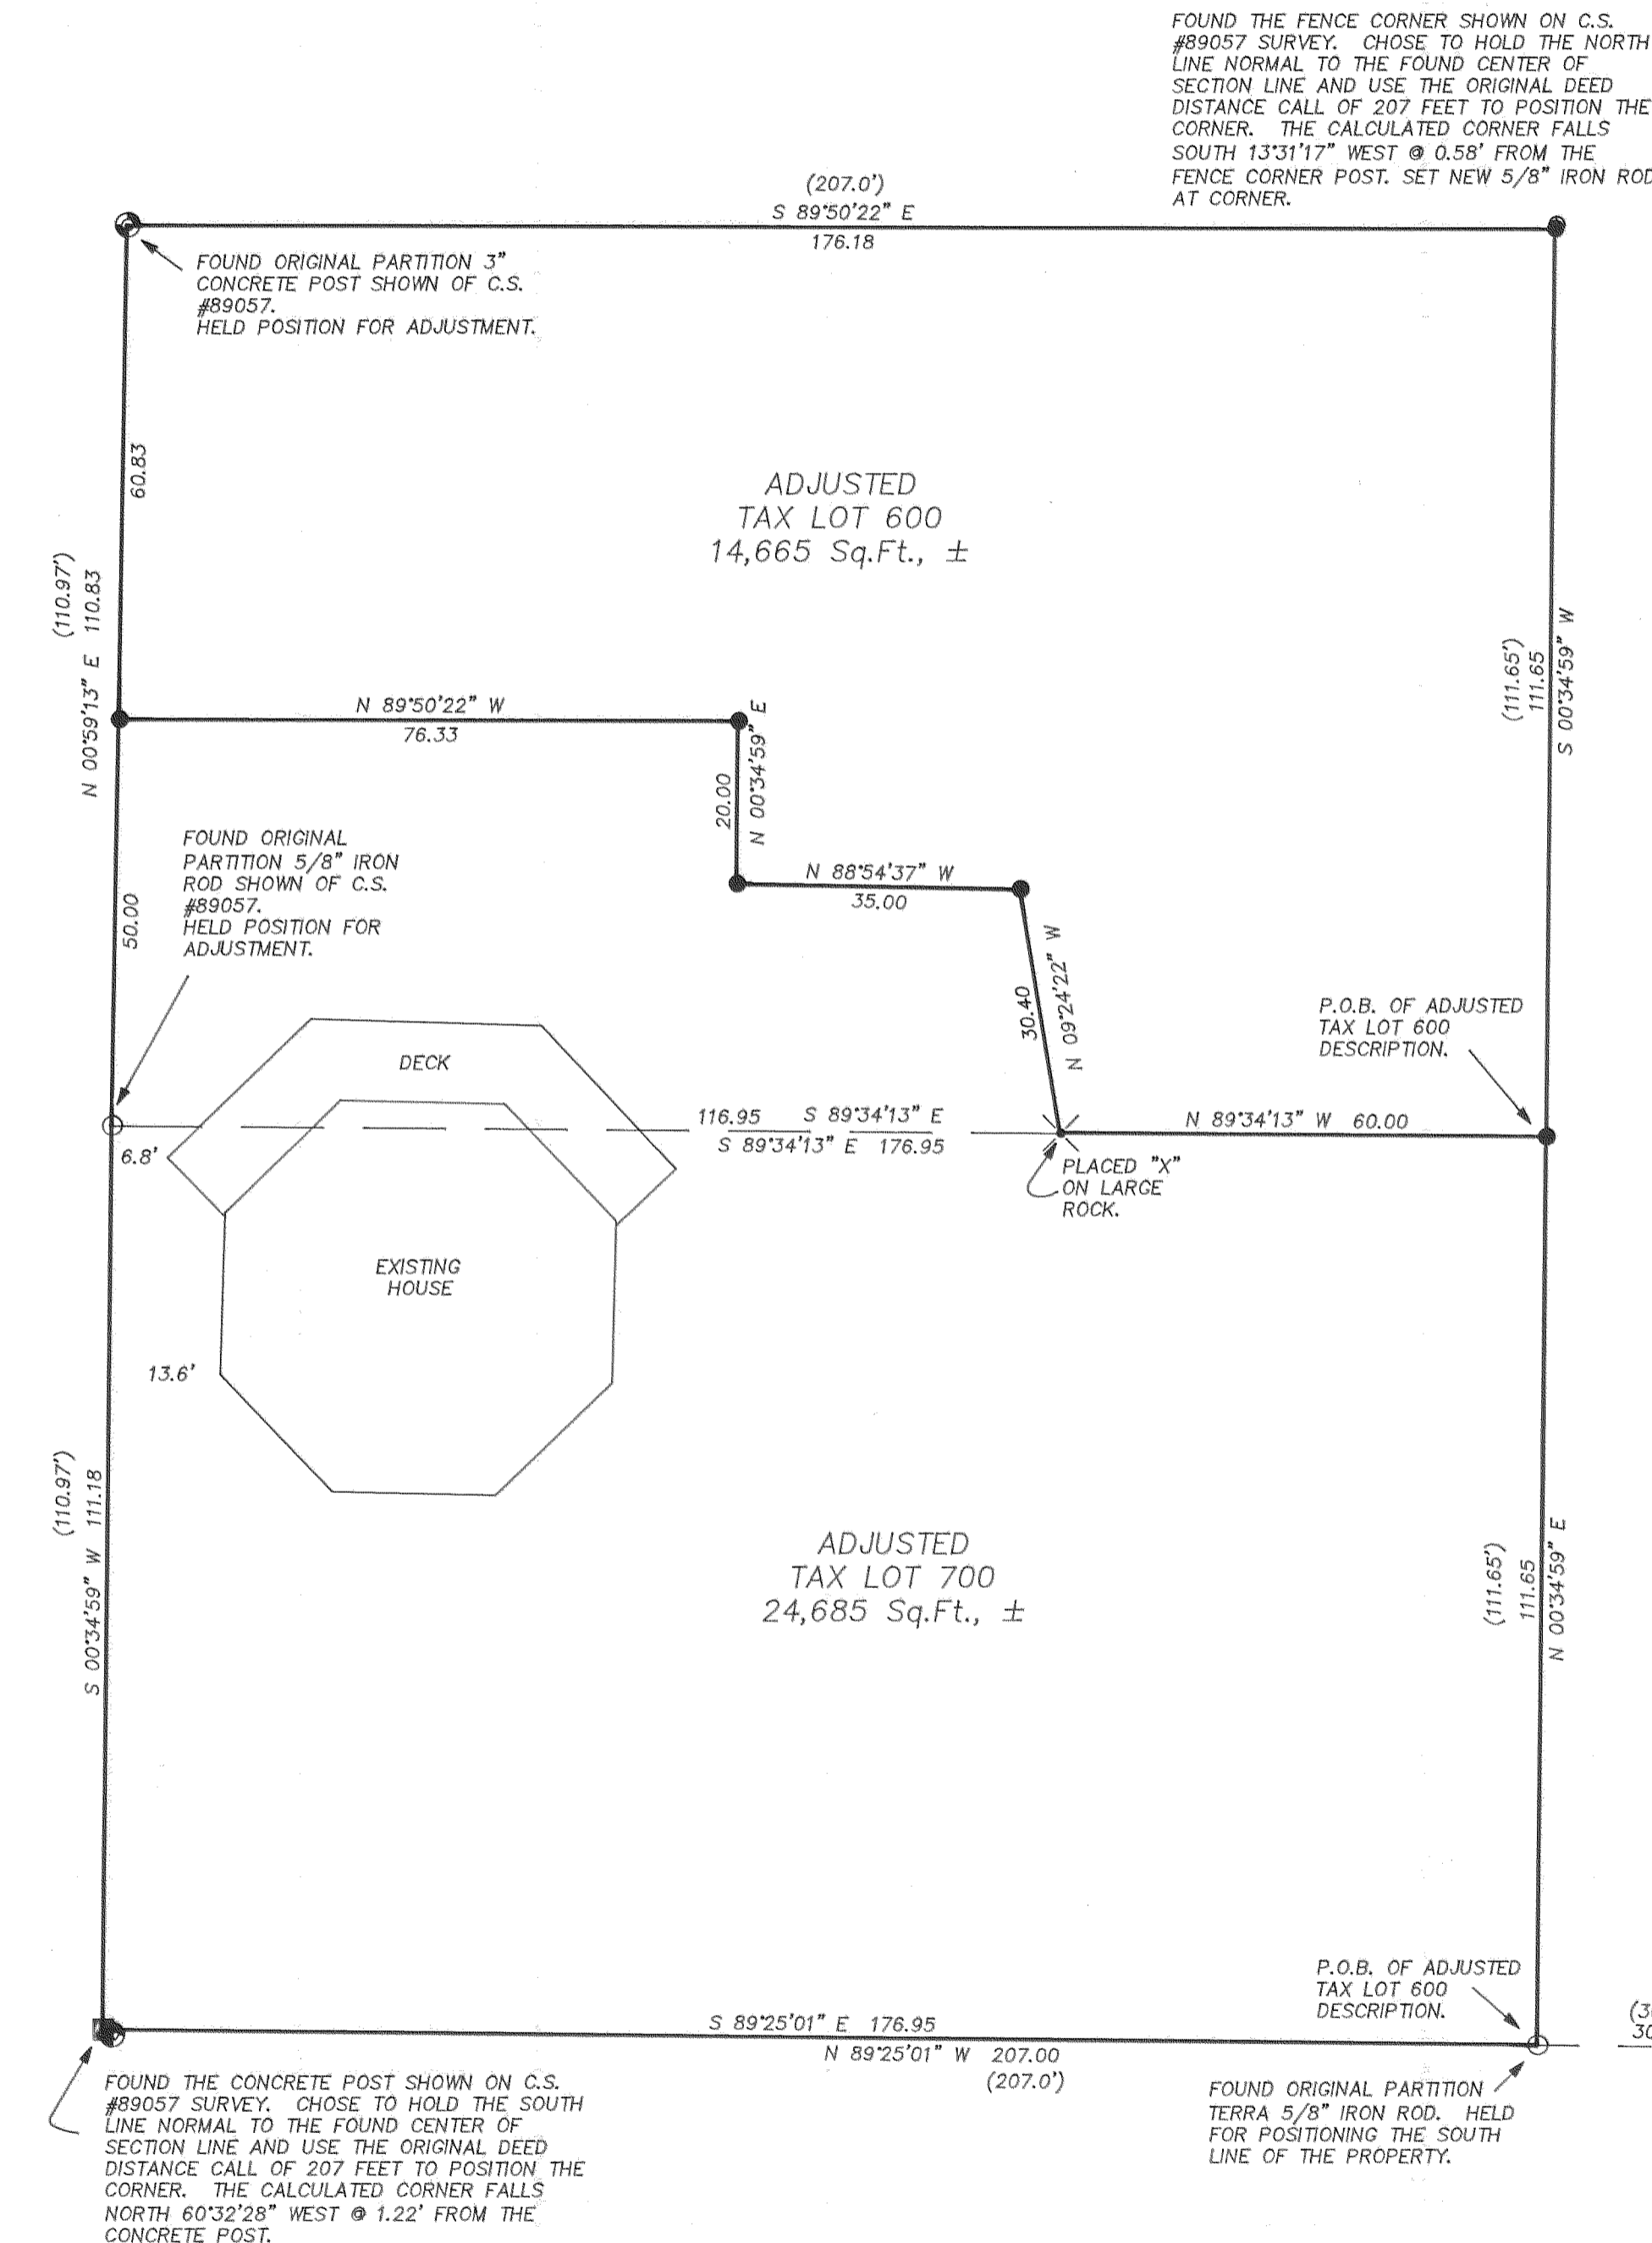 FOUND THE FENCE CORNER SHOWN ON C.S.
#89057 SURVEY. CHOSE TO HOLD THE NORTH
LINE NORMAL TO THE FOUND CENTER OF
SECTION LINE AND USE THE ORIGINAL DEED
DISTANCE CALL OF 207 FEET TO POSITION THE
CORNER. THE CALCULATED CORNER FALLS
SOUTH 13°31'17" WEST @ 0.58' FROM THE
FENCE CORNER POST. SET NEW 5/8" IRON ROD
AT CORNER.
(207.0')
S 89°50'22" E
176.18
FOUND ORIGINAL PARTITION 3"
CONCRETE POST SHOWN OF C.S.
#89057.
HELD POSITION FOR ADJUSTMENT.
60.83
ADJUSTED
TAX LOT 600
14,665 Sq.Ft., ±
(110.97')
N 00°59'13" E 110.83
(111.65')
111.65
S 00°34'59" W
N 89°50'22" W
76.33
20.00
N 00°34'59" E
FOUND ORIGINAL
PARTITION 5/8" IRON
ROD SHOWN OF C.S.
#89057.
HELD POSITION FOR
ADJUSTMENT.
50.00
N 88°54'37" W
35.00
30.40
N 09°24'22" W
P.O.B. OF ADJUSTED
TAX LOT 600
DESCRIPTION.
DECK
116.95 S 89°34'13" E
S 89°34'13" E 176.95
N 89°34'13" W 60.00
6.8'
PLACED "X"
ON LARGE
ROCK.
EXISTING
HOUSE
13.6'
(110.97')
S 00°34'59" W 111.18
ADJUSTED
TAX LOT 700
24,685 Sq.Ft., ±
(111.65')
111.65
N 00°34'59" E
P.O.B. OF ADJUSTED
TAX LOT 600
DESCRIPTION.
S 89°25'01" E 176.95
N 89°25'01" W 207.00
(207.0')
FOUND THE CONCRETE POST SHOWN ON C.S.
#89057 SURVEY. CHOSE TO HOLD THE SOUTH
LINE NORMAL TO THE FOUND CENTER OF
SECTION LINE AND USE THE ORIGINAL DEED
DISTANCE CALL OF 207 FEET TO POSITION THE
CORNER. THE CALCULATED CORNER FALLS
NORTH 60°32'28" WEST @ 1.22' FROM THE
CONCRETE POST.
FOUND ORIGINAL PARTITION
TERRA 5/8" IRON ROD. HELD
FOR POSITIONING THE SOUTH
LINE OF THE PROPERTY.